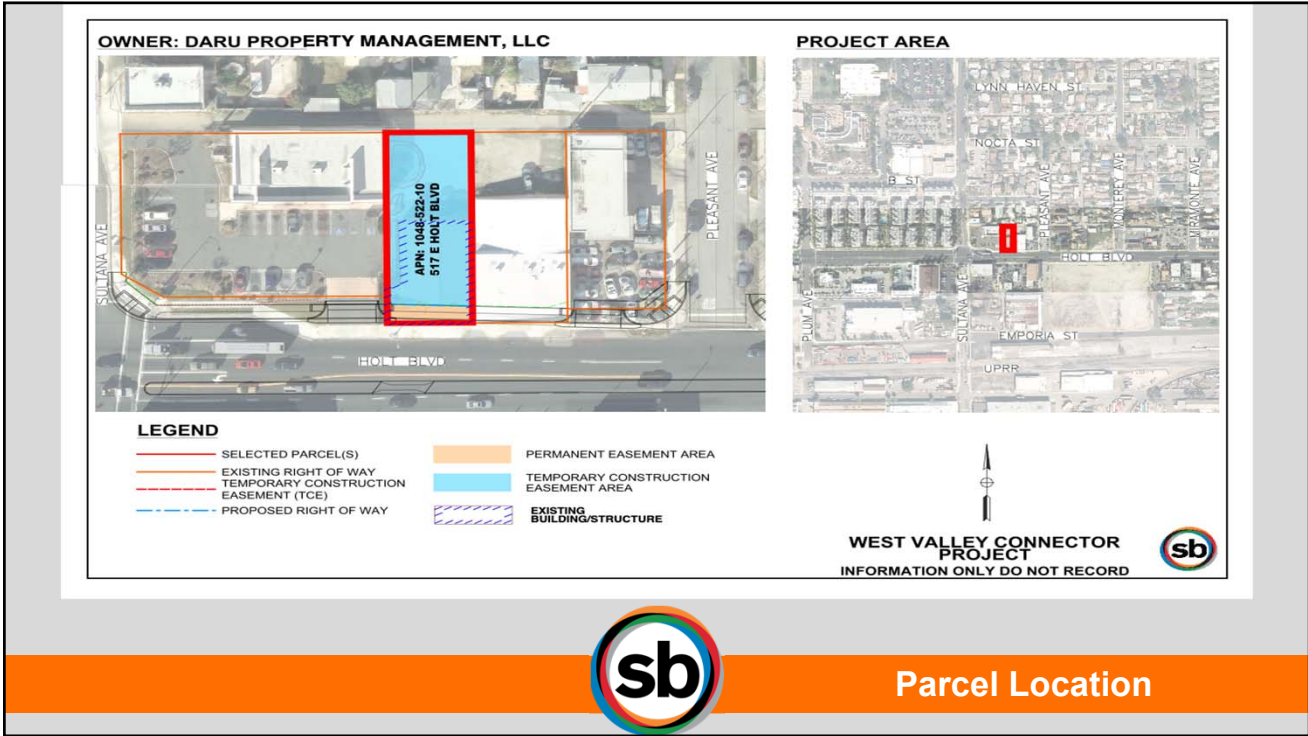 OWNER: DARU PROPERTY MANAGEMENT, LLC
SULTANA AVE
APN: 1048-522-10
517 E HOLT BLVD
PLEASANT AVE
HOLT BLVD
PROJECT AREA
LYNN HAVEN ST
NOCTA ST
B ST
PLEASANT AVE
MONTEREY AVE
MIRAMONTE AVE
HOLT BLVD
PLUM AVE
SULTANA AVE
EMPORIA ST
UPRR
LEGEND
SELECTED PARCEL(S)
EXISTING RIGHT OF WAY
TEMPORARY CONSTRUCTION
EASEMENT (TCE)
PROPOSED RIGHT OF WAY
PERMANENT EASEMENT AREA
TEMPORARY CONSTRUCTION
EASEMENT AREA
EXISTING
BUILDING/STRUCTURE
WEST VALLEY CONNECTOR
PROJECT
INFORMATION ONLY DO NOT RECORD
sb
sb
Parcel Location